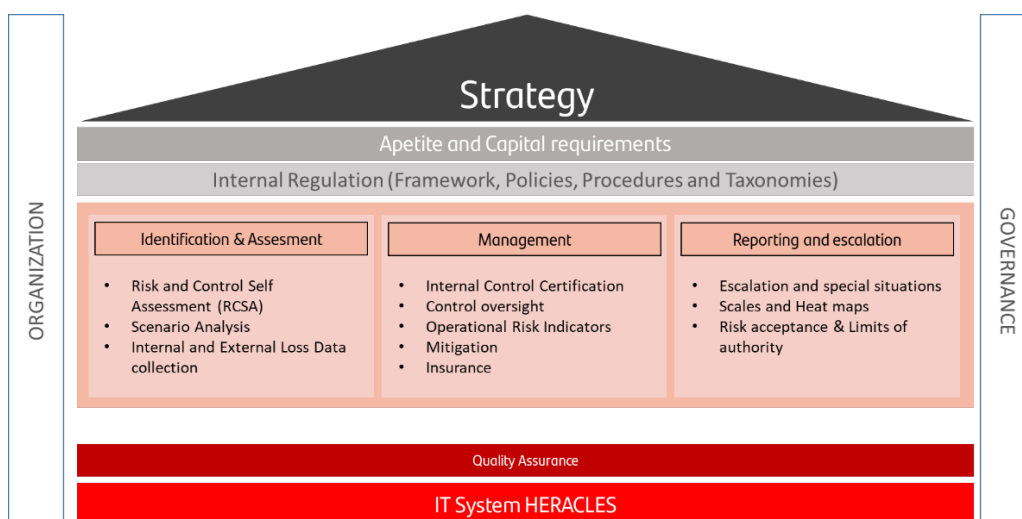 Strategy
Apetite and Capital requirements
Internal Regulation (Framework, Policies, Procedures and Taxonomies)
ORGANIZATION
Identification & Assesment
• Risk and Control Self
Assessment (RCSA)
• Scenario Analysis
• Internal and External Loss Data
collection
Management
• Internal Control Certification
• Control oversight
• Operational Risk Indicators
• Mitigation
• Insurance
Reporting and escalation
• Escalation and special situations
• Scales and Heat maps
• Risk acceptance & Limits of
authority
GOVERNANCE
Quality Assurance
IT System HERACLES